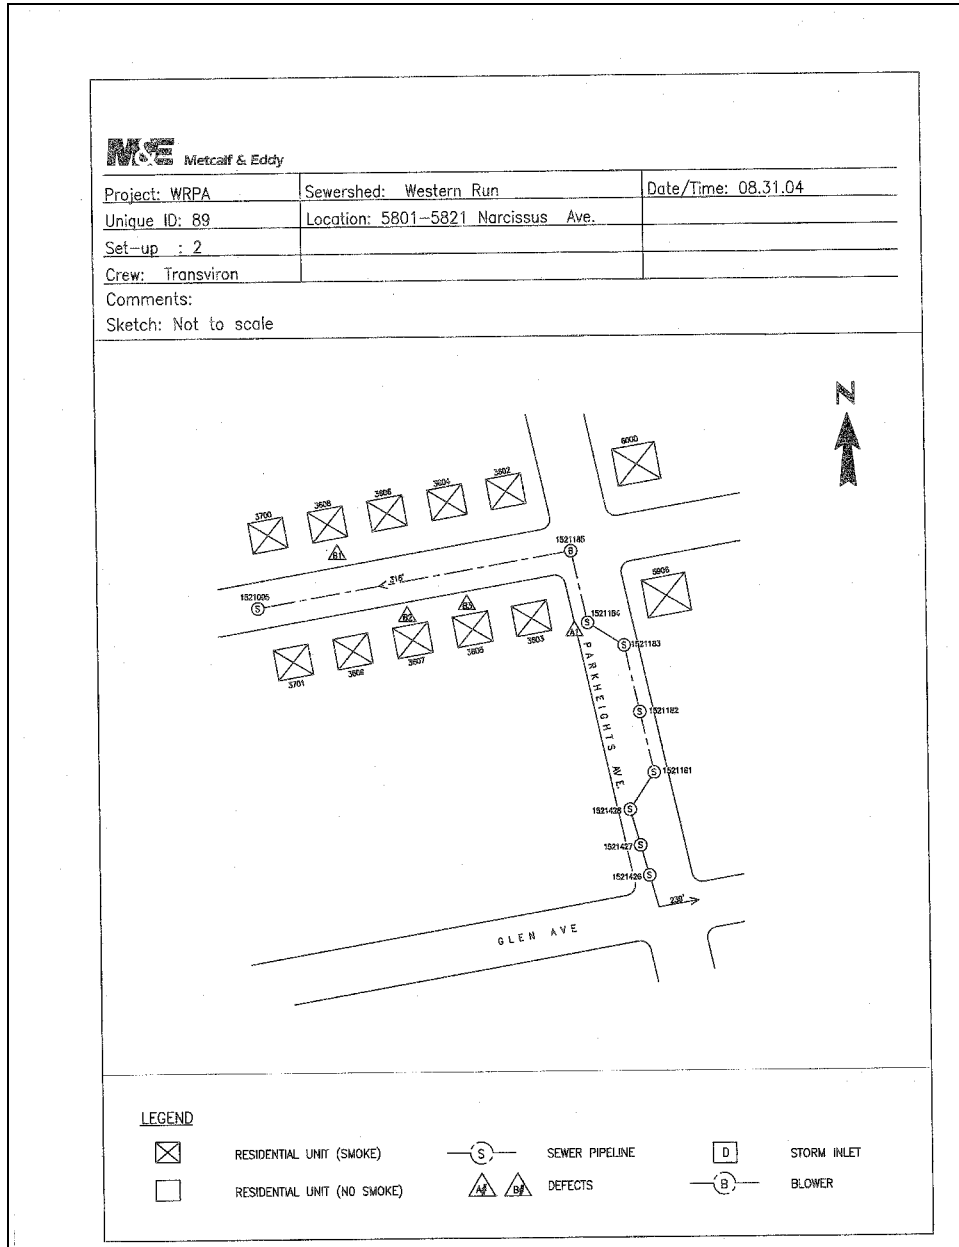 M&E Metcalf & Eddy
Project: WRPA Sewershed: Western Run Date/Time: 08.31.04
Unique ID: 89 Location: 5801-5821 Narcissus Ave.
Set-up : 2
Crew: Transviron
Comments:
Sketch: Not to scale
N
6000
3602
3604
3606
3608
3700
B1
1521185
B
316'
5906
1521095
S
B3
B2
1521184
S
A1
3603
3605
3607
3701
S
1521183
PARKHEIGHTS AVE.
S
1521182
S
1521181
1521428
S
1521427
S
1521426
S
238'
GLEN AVE
LEGEND
RESIDENTIAL UNIT (SMOKE) S SEWER PIPELINE D STORM INLET
RESIDENTIAL UNIT (NO SMOKE) A# B# DEFECTS B BLOWER